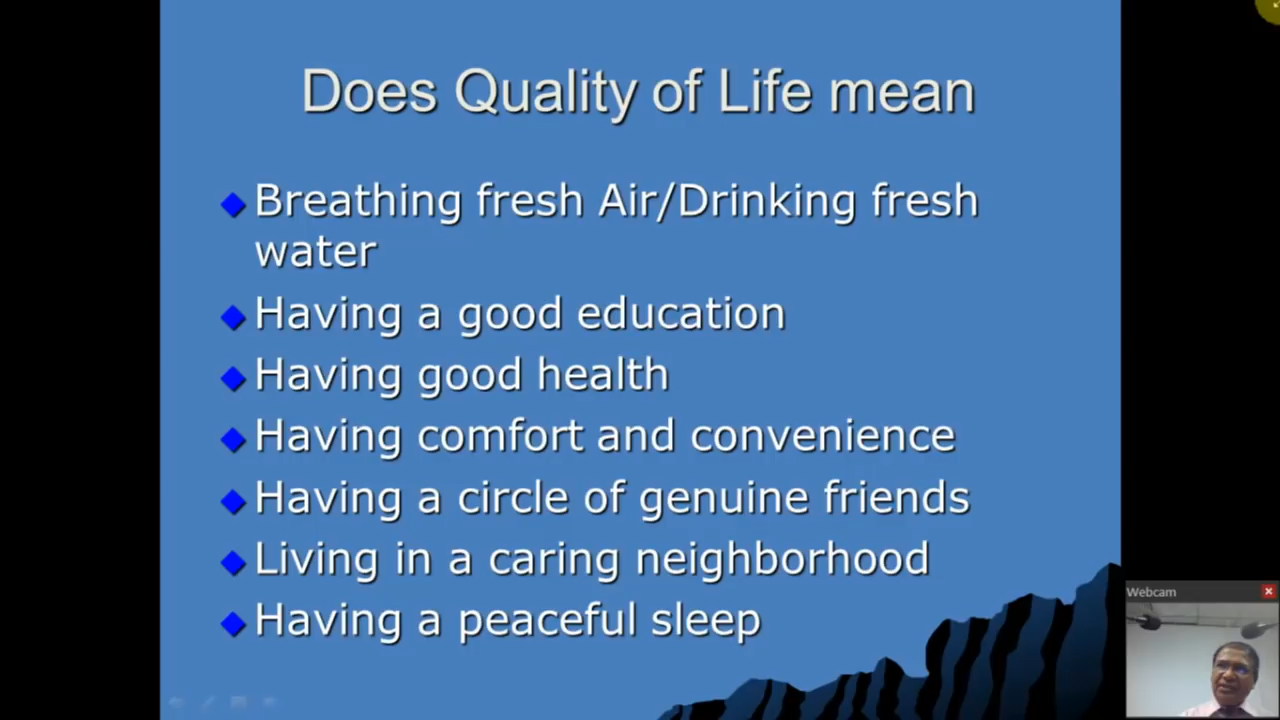 Does Quality of Life mean
Breathing fresh Air/Drinking fresh
water
Having a good education
Having good health
Having comfort and convenience
Having a circle of genuine friends
Living in a caring neighborhood
Having a peaceful sleep
Webcam